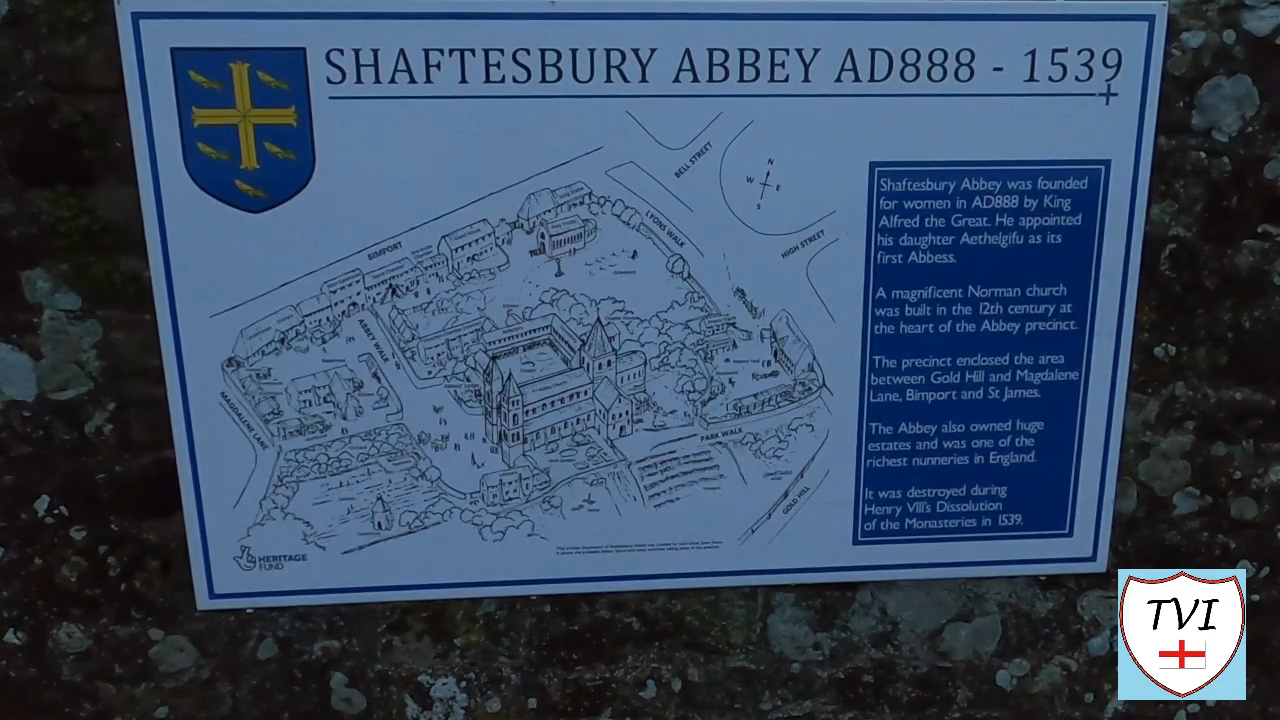 SHAFTESBURY ABBEY AD888 - 1539
BELL STREET
N
W E
S
LYONS WALK
HIGH STREET
BIMPORT
ABBEY WALK
MAGDALENE LANE
PARK WALK
GOLD HILL
Shaftesbury Abbey was founded
for women in AD888 by King
Alfred the Great. He appointed
his daughter Aethelgifu as its
first Abbess.
A magnificent Norman church
was built in the 12th century at
the heart of the Abbey precinct.
The precinct enclosed the area
between Gold Hill and Magdalene
Lane, Bimport and St James.
The Abbey also owned huge
estates and was one of the
richest nunneries in England.
It was destroyed during
Henry VIII's Dissolution
of the Monasteries in 1539.
HERITAGE
FUND
TVI